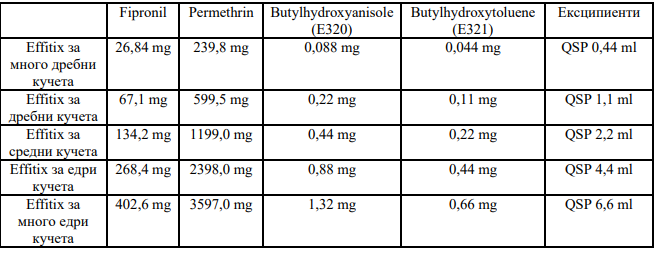 Fipronil Permethrin Butylhydroxyanisole Butylhydroxytoluene Ексципиенти
(E320) (E321)
Effitix за 26,84 mg 239,8 mg 0,088 mg 0,044 mg QSP 0,44 ml
много дребни
кучета
Effitix за 67,1 mg 599,5 mg 0,22 mg 0,11 mg QSP 1,1 ml
дребни кучета
Effitix за 134,2 mg 1199,0 mg 0,44 mg 0,22 mg QSP 2,2 ml
средни кучета
Effitix за едри 268,4 mg 2398,0 mg 0,88 mg 0,44 mg QSP 4,4 ml
кучета
Effitix за 402,6 mg 3597,0 mg 1,32 mg 0,66 mg QSP 6,6 ml
много едри
кучета